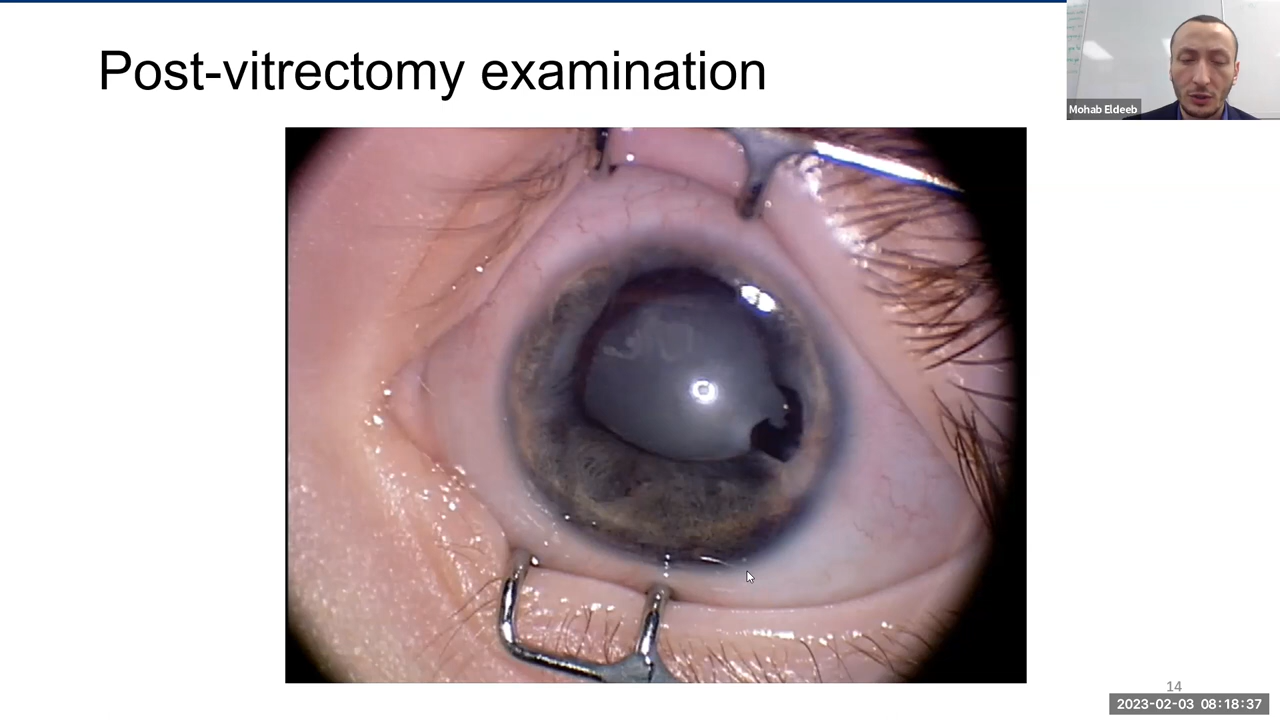 Post-vitrectomy examination
Mohab Eldeeb
14
2023-02-03 08:18:37